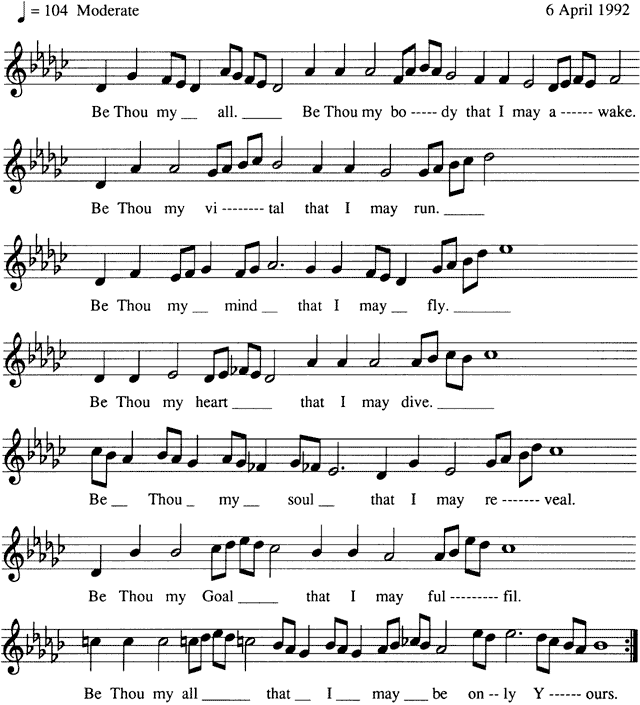 ♩ = 104 Moderate 6 April 1992
Be Thou my __ all. _____ Be Thou my bo ----- dy that I may a ------ wake.
Be Thou my vi -------- tal that I may run. _____
Be Thou my __ mind __ that I may __ fly. _______
Be Thou my heart _____ that I may dive. _______
Be __ Thou _ my __ soul __ that I may re ------- veal.
Be Thou my Goal _____ that I may ful --------- fil.
Be Thou my all ______ that __ I ___ may ___ be on -- ly Y ------ ours.